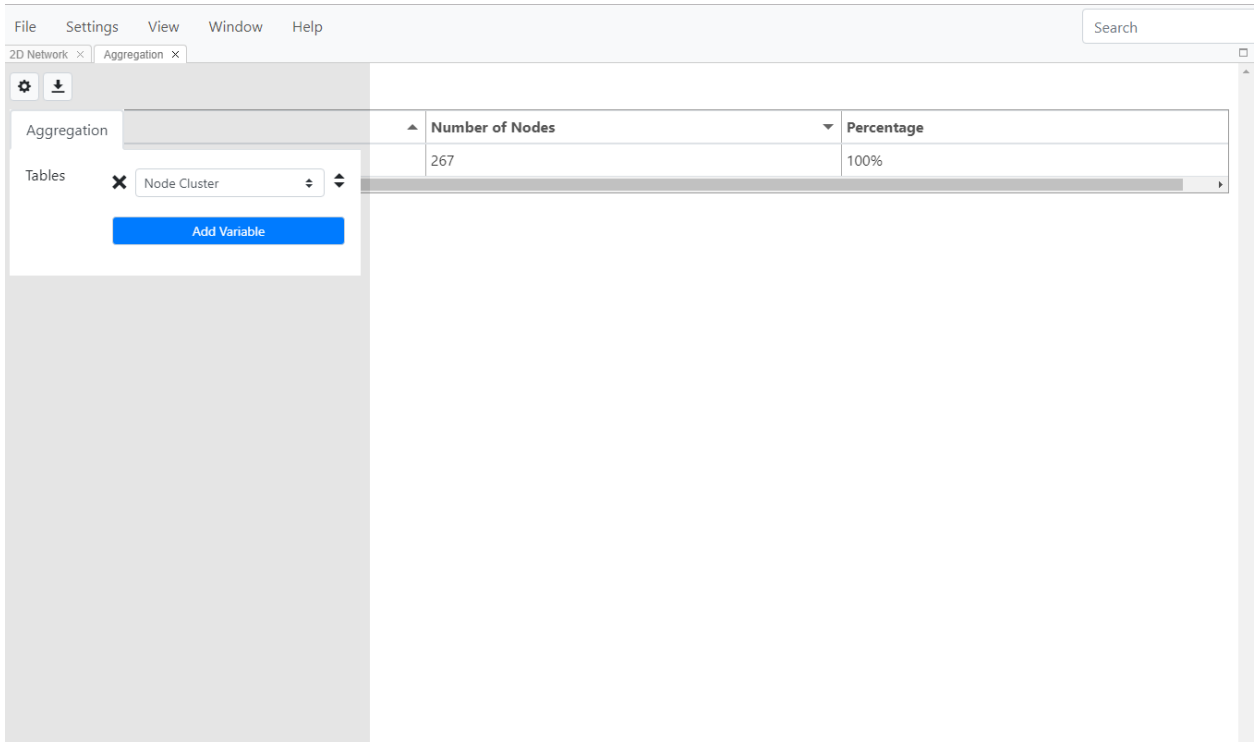 File Settings View Window Help Search
2D Network Aggregation
Aggregation Number of Nodes Percentage
267 100%
Tables Node Cluster
Add Variable